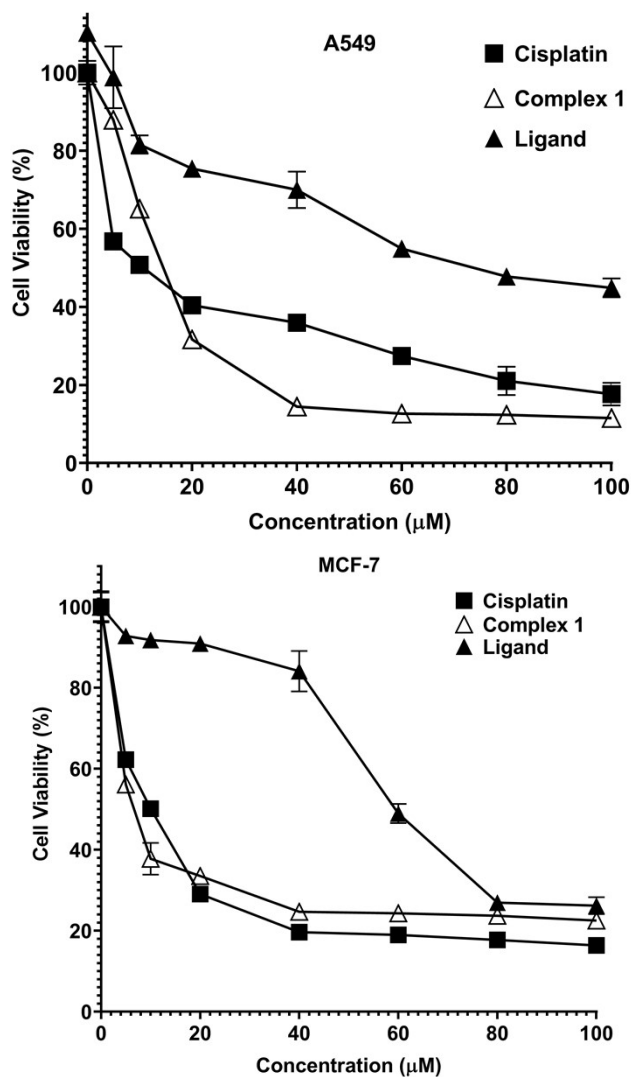 A549
Cisplatin
Complex 1
Ligand
Cell Viability (%)
100
80
60
40
20
0
0 20 40 60 80 100
Concentration (μM)
MCF-7
Cisplatin
Complex 1
Ligand
Cell Viability (%)
100
80
60
40
20
0
0 20 40 60 80 100
Concentration (μM)